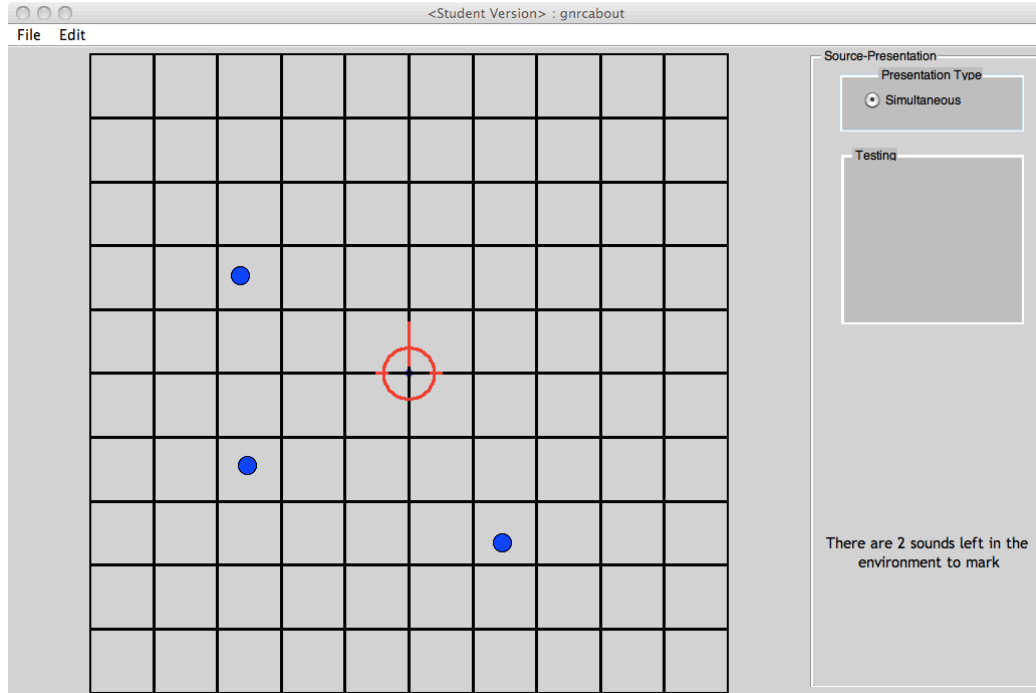 <Student Version> : gnrcabout
File Edit
Source-Presentation
Presentation Type
Simultaneous
Testing
There are 2 sounds left in the
environment to mark